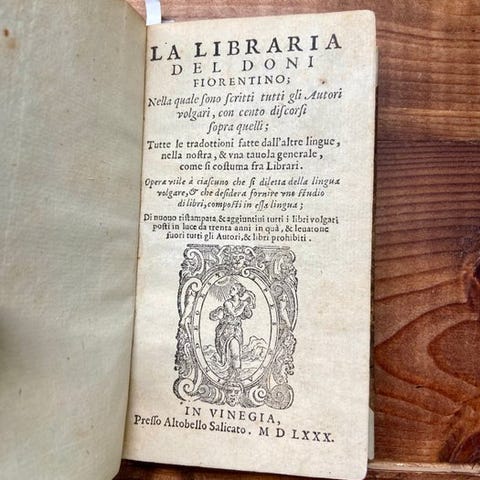 LA LIBRARIA
DEL DONI
FIORENTINO;
Nella quale sono scritti tutti gli Autori
volgari, con cento discorsi
sopra quelli;
Tutte le tradottioni fatte dall'altre lingue,
nella nostra, & vna tauola generale,
come si costuma fra Librari.
Opera vtile à ciascuno che si diletta della lingua
volgare, & che desidera fornire vno studio
di libri, composti in essa lingua;
Di nuouo ristampata, & aggiuntiui tutti i libri volgari
posti in luce da trenta anni in quà, & leuatone
fuori tutti gli Autori, & libri prohibiti.
IN VINEGIA,
Presso Altobello Salicato. M D LXXX.